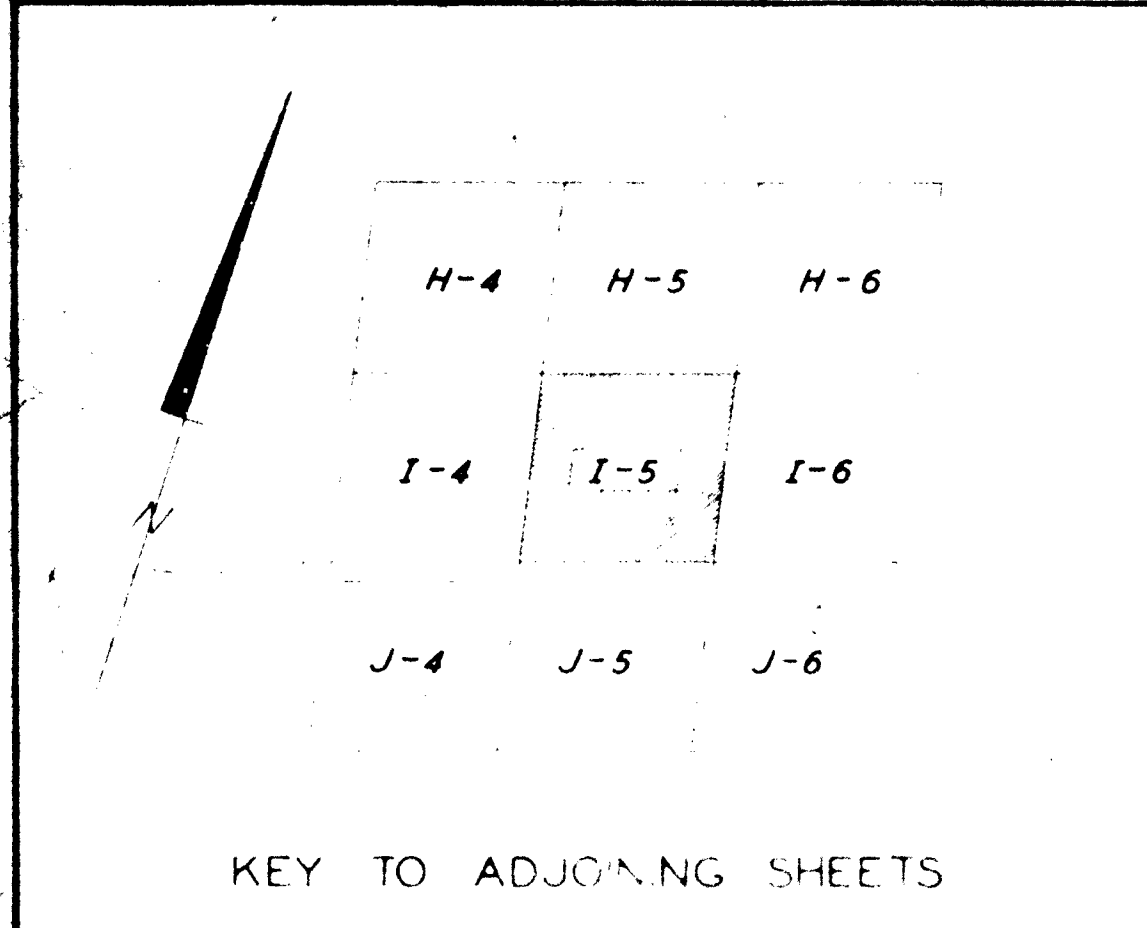 H-4 H-5 H-6
I-4 I-5 I-6
N
J-4 J-5 J-6
KEY TO ADJOINING SHEETS